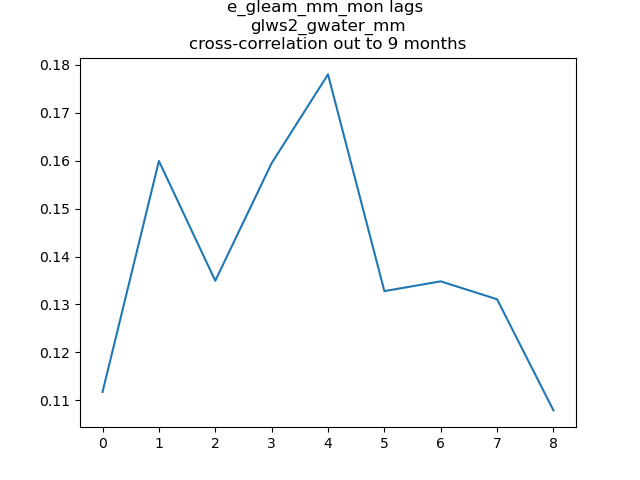 e_gleam_mm_mon lags
glws2_gwater_mm
cross-correlation out to 9 months
0.18
0.17
0.16
0.15
0.14
0.13
0.12
0.11
0 1 2 3 4 5 6 7 8